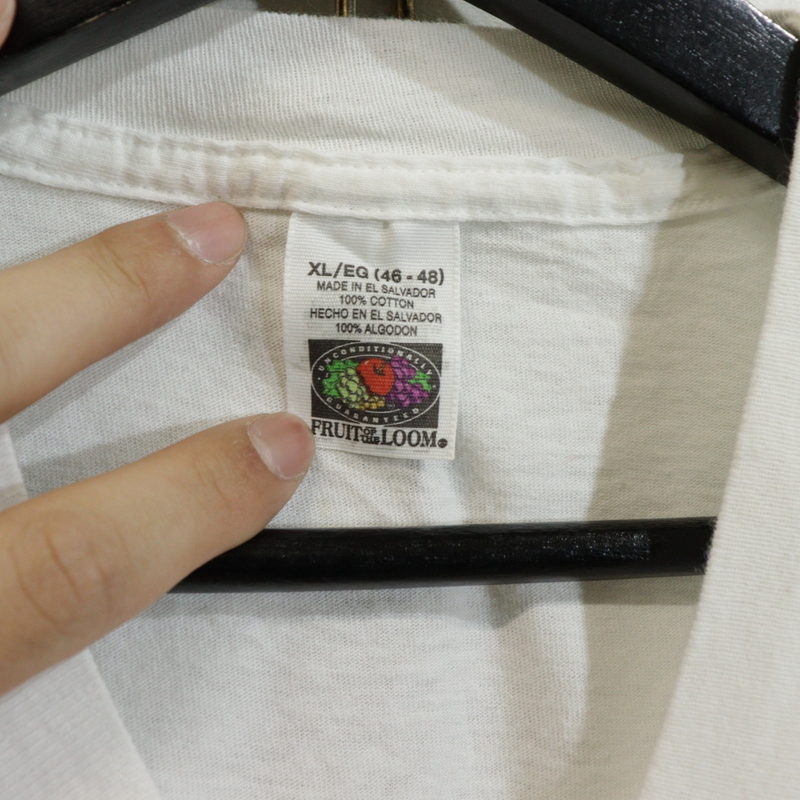 XL/EG (46 - 48)
MADE IN EL SALVADOR
100% COTTON
HECHO EN EL SALVADOR
100% ALGODON
UNCONDITIONALLY
GUARANTEED
FRUIT OF THE LOOM®